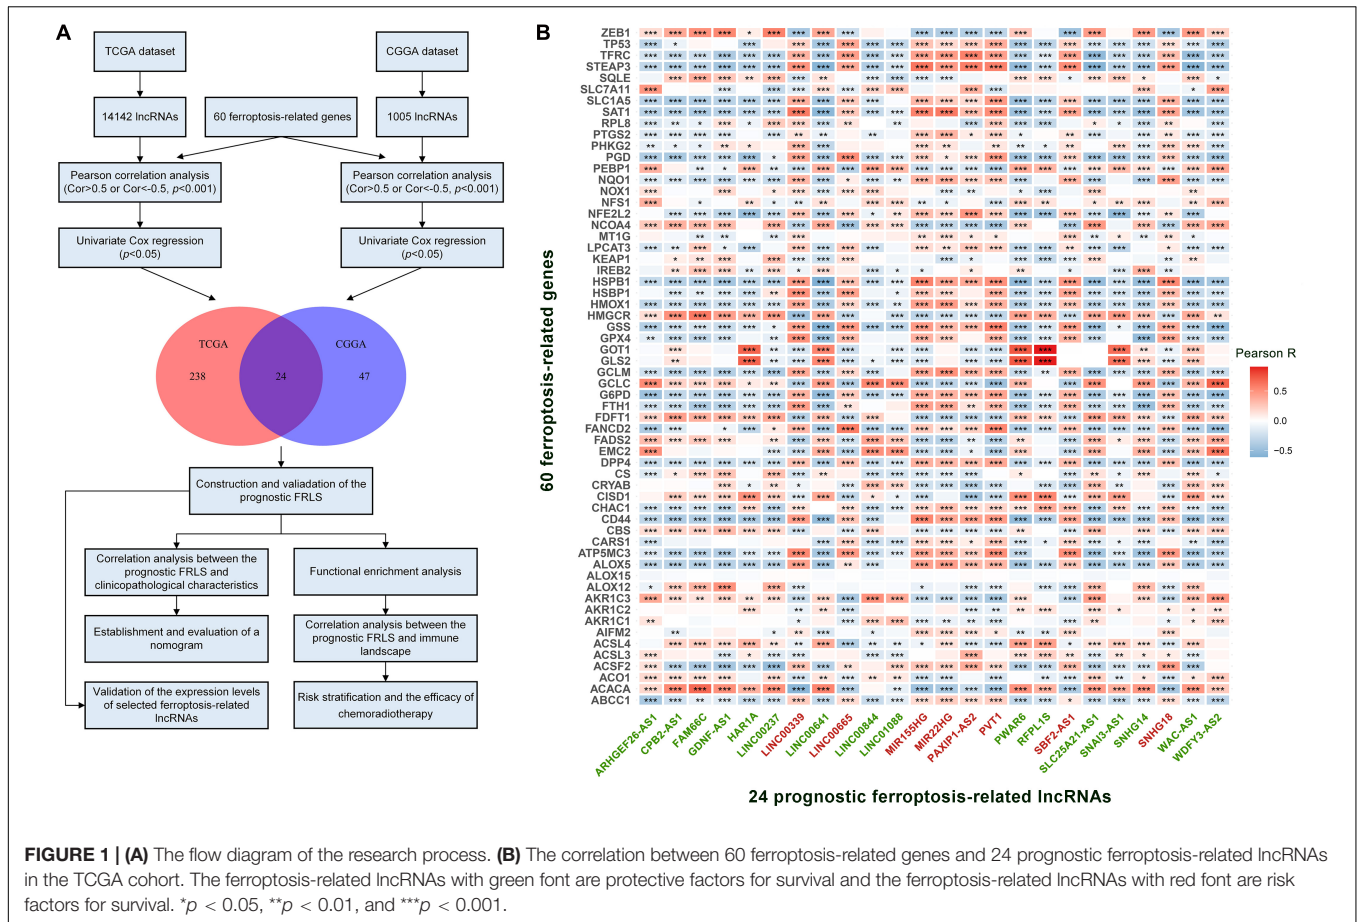 A
TCGA dataset
CGGA dataset
14142 lncRNAs
60 ferroptosis-related genes
1005 lncRNAs
Pearson correlation analysis
(Cor>0.5 or Cor<-0.5, p<0.001)
Pearson correlation analysis
(Cor>0.5 or Cor<-0.5, p<0.001)
Univariate Cox regression
(p<0.05)
Univariate Cox regression
(p<0.05)
TCGA
CGGA
238
24
47
Construction and valiadation of the
prognostic FRLS
Correlation analysis between the
prognostic FRLS and
clinicopathological characteristics
Functional enrichment analysis
Establishment and evaluation of a
nomogram
Correlation analysis between the
prognostic FRLS and immune
landscape
Validation of the expression levels
of selected ferroptosis-related
lncRNAs
Risk stratification and the efficacy of
chemoradiotherapy
B
60 ferroptosis-related genes
ZEB1
TP53
TFRC
STEAP3
SQLE
SLC7A11
SLC1A5
SAT1
RPL8
PTGS2
PHKG2
PGD
PEBP1
NQO1
NOX1
NFS1
NFE2L2
NCOA4
MT1G
LPCAT3
KEAP1
IREB2
HSPB1
HSBP1
HMOX1
HMGCR
GSS
GPX4
GOT1
GLS2
GCLM
GCLC
G6PD
FTH1
FDFT1
FANCD2
FADS2
EMC2
DPP4
CS
CRYAB
CISD1
CHAC1
CD44
CBS
CARS1
ATP5MC3
ALOX5
ALOX15
ALOX12
AKR1C3
AKR1C2
AKR1C1
AIFM2
ACSL4
ACSL3
ACSF2
ACO1
ACACA
ABCC1
ARHGEF26-AS1
CPB2-AS1
FAM66C
GDNF-AS1
HAR1A
LINC00237
LINC00339
LINC00641
LINC00665
LINC00844
LINC01088
MIR155HG
MIR22HG
PAXIP1-AS2
PVT1
PWAR6
RFPL1S
SBF2-AS1
SLC25A21-AS1
SNAI3-AS1
SNHG14
SNHG18
WAC-AS1
WDFY3-AS2
24 prognostic ferroptosis-related lncRNAs
Pearson R
0.5
0.0
−0.5
FIGURE 1 | (A) The flow diagram of the research process. (B) The correlation between 60 ferroptosis-related genes and 24 prognostic ferroptosis-related lncRNAs
in the TCGA cohort. The ferroptosis-related lncRNAs with green font are protective factors for survival and the ferroptosis-related lncRNAs with red font are risk
factors for survival. *p < 0.05, **p < 0.01, and ***p < 0.001.